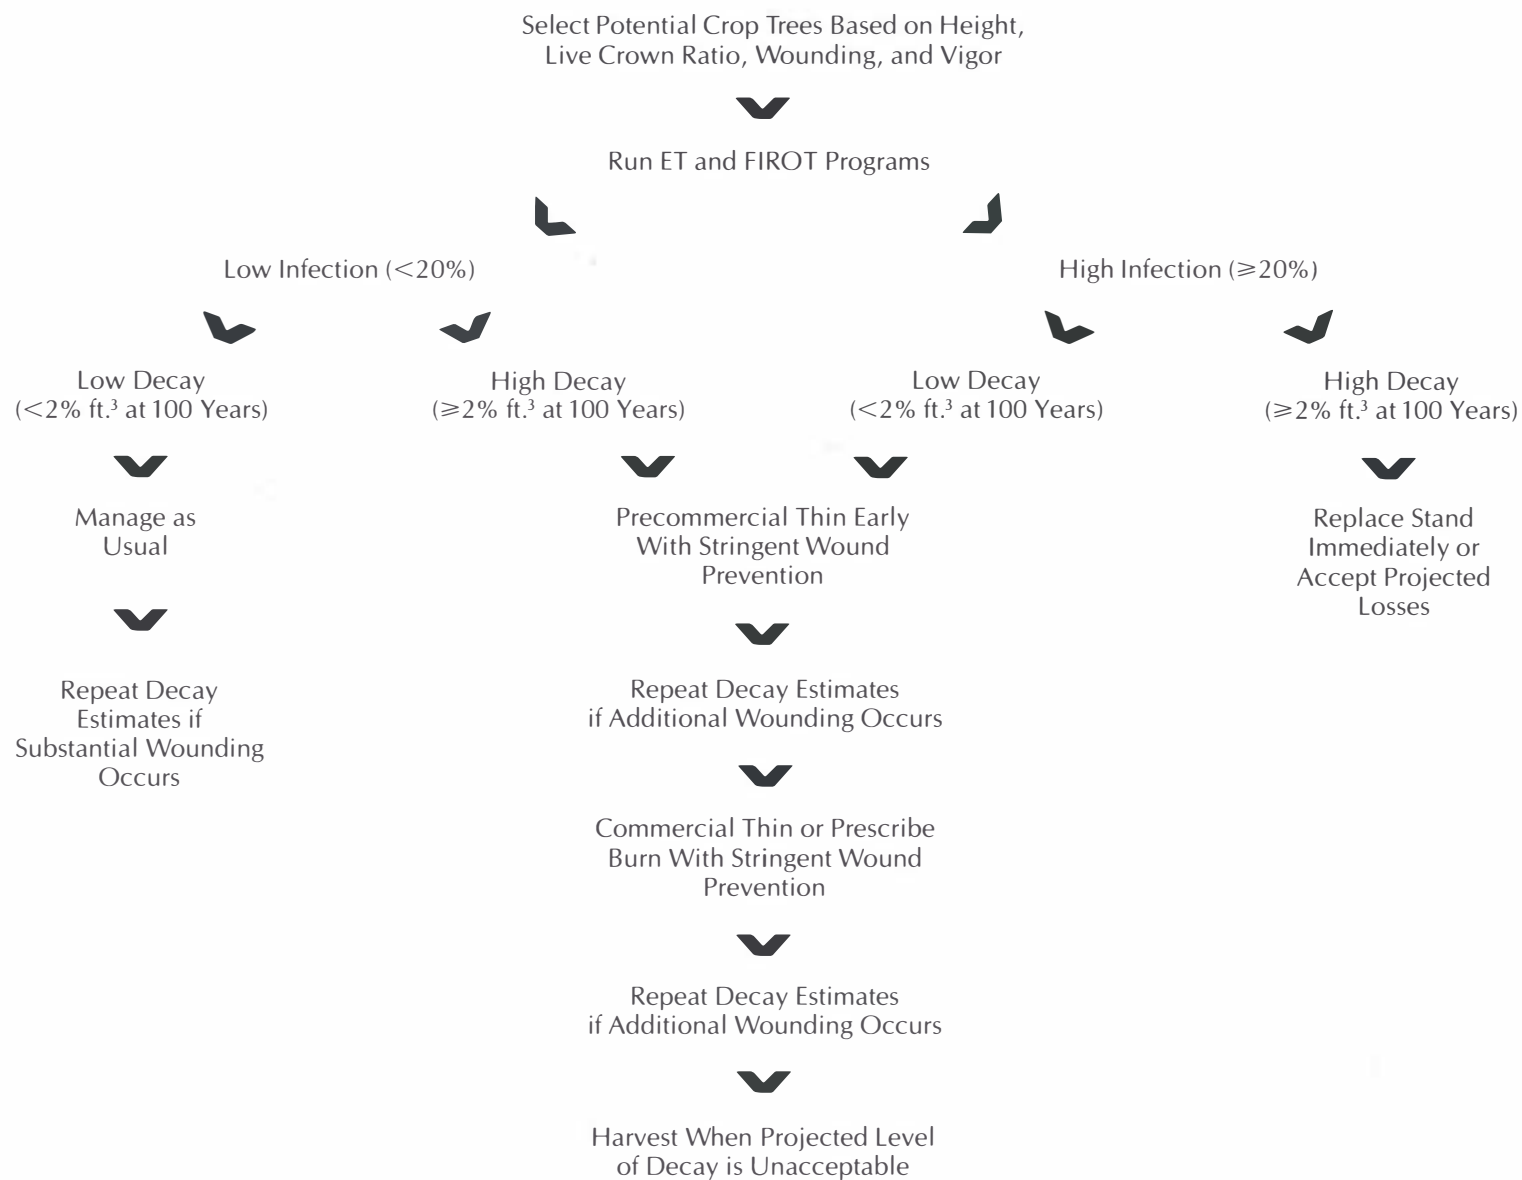 Select Potential Crop Trees Based on Height,
Live Crown Ratio, Wounding, and Vigor
Run ET and FIROT Programs
Low Infection (<20%)
High Infection (⩾20%)
Low Decay
(<2% ft.³ at 100 Years)
High Decay
(⩾2% ft.³ at 100 Years)
Low Decay
(<2% ft.³ at 100 Years)
High Decay
(⩾2% ft.³ at 100 Years)
Manage as
Usual
Precommercial Thin Early
With Stringent Wound
Prevention
Replace Stand
Immediately or
Accept Projected
Losses
Repeat Decay
Estimates if
Substantial Wounding
Occurs
Repeat Decay Estimates
if Additional Wounding Occurs
Commercial Thin or Prescribe
Burn With Stringent Wound
Prevention
Repeat Decay Estimates
if Additional Wounding Occurs
Harvest When Projected Level
of Decay is Unacceptable